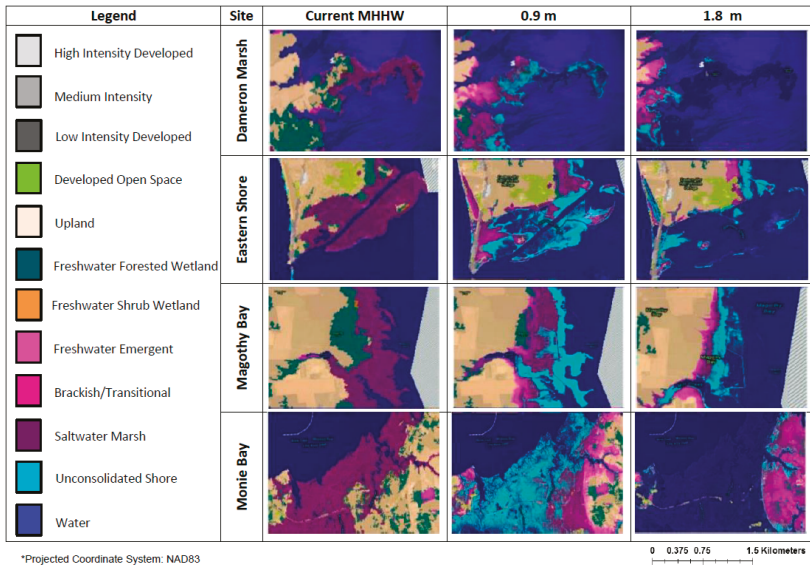 Legend Site Current MHHW 0.9 m 1.8 m
High Intensity Developed
Medium Intensity
Low Intensity Developed
Developed Open Space
Upland
Freshwater Forested Wetland
Freshwater Shrub Wetland
Freshwater Emergent
Brackish/Transitional
Saltwater Marsh
Unconsolidated Shore
Water
Dameron Marsh
Eastern Shore
Magothy Bay
Monie Bay
*Projected Coordinate System: NAD83
0 0.375 0.75 1.5 Kilometers